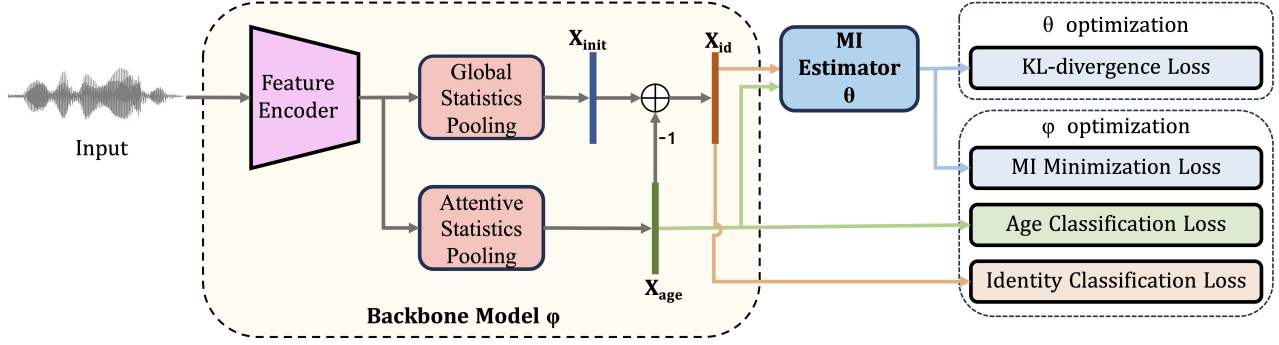 Input
Feature
Encoder
Global
Statistics
Pooling
Attentive
Statistics
Pooling
X_init
X_id
-1
X_age
Backbone Model φ
MI
Estimator
θ
θ optimization
KL-divergence Loss
φ optimization
MI Minimization Loss
Age Classification Loss
Identity Classification Loss